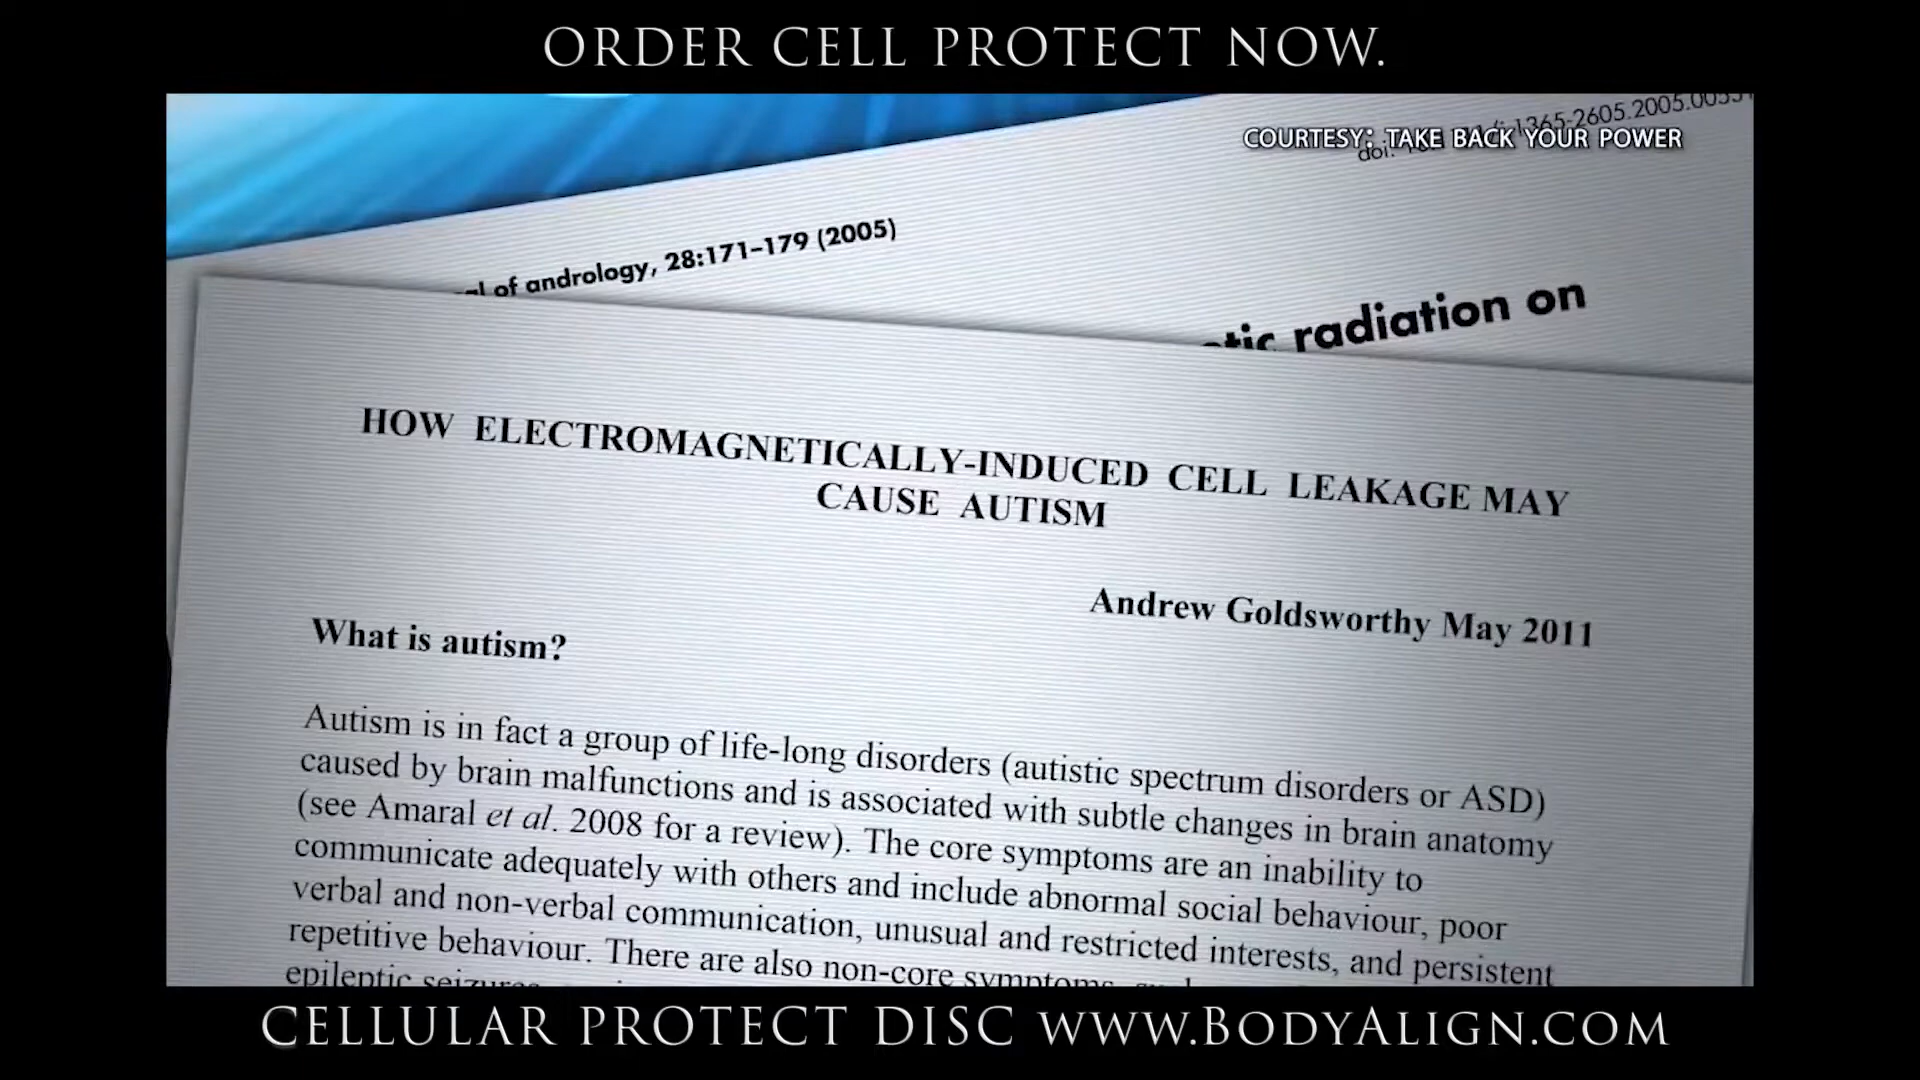 ORDER CELL PROTECT NOW.
COURTESY: TAKE BACK YOUR POWER
of andrology, 28:171–179 (2005)
radiation on
HOW ELECTROMAGNETICALLY-INDUCED CELL LEAKAGE MAY
CAUSE AUTISM
Andrew Goldsworthy May 2011
What is autism?
Autism is in fact a group of life-long disorders (autistic spectrum disorders or ASD)
caused by brain malfunctions and is associated with subtle changes in brain anatomy
(see Amaral et al. 2008 for a review). The core symptoms are an inability to
communicate adequately with others and include abnormal social behaviour, poor
verbal and non-verbal communication, unusual and restricted interests, and persistent
repetitive behaviour. There are also non-core symptoms,
epileptic seizures
CELLULAR PROTECT DISC WWW.BODYALIGN.COM